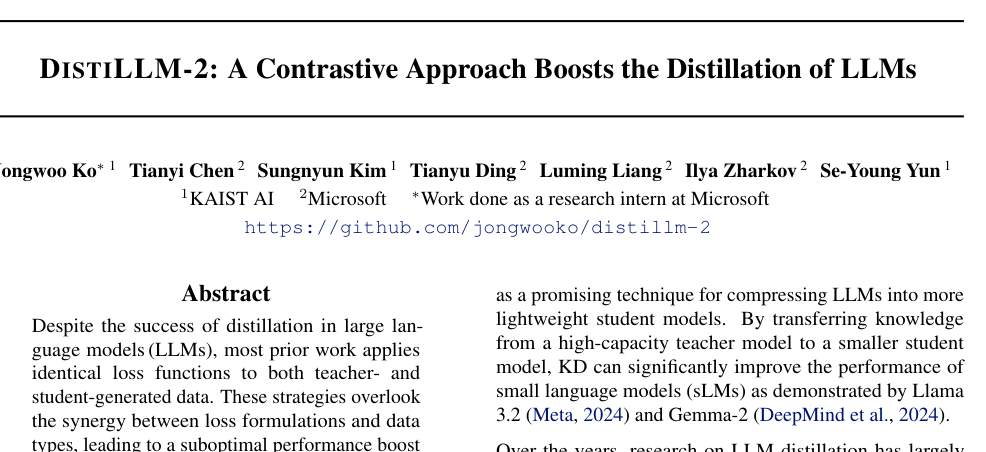 DISTILLM-2: A Contrastive Approach Boosts the Distillation of LLMs
ongwoo Ko* 1 Tianyi Chen 2 Sungnyun Kim 1 Tianyu Ding 2 Luming Liang 2 Ilya Zharkov 2 Se-Young Yun 1
1KAIST AI 2Microsoft *Work done as a research intern at Microsoft
https://github.com/jongwooko/distillm-2
Abstract
Despite the success of distillation in large lan-
guage models (LLMs), most prior work applies
identical loss functions to both teacher- and
student-generated data. These strategies overlook
the synergy between loss formulations and data
types, leading to a suboptimal performance boost
as a promising technique for compressing LLMs into more
lightweight student models. By transferring knowledge
from a high-capacity teacher model to a smaller student
model, KD can significantly improve the performance of
small language models (sLMs) as demonstrated by Llama
3.2 (Meta, 2024) and Gemma-2 (DeepMind et al., 2024).
Over the years, research on LLM distillation has largely